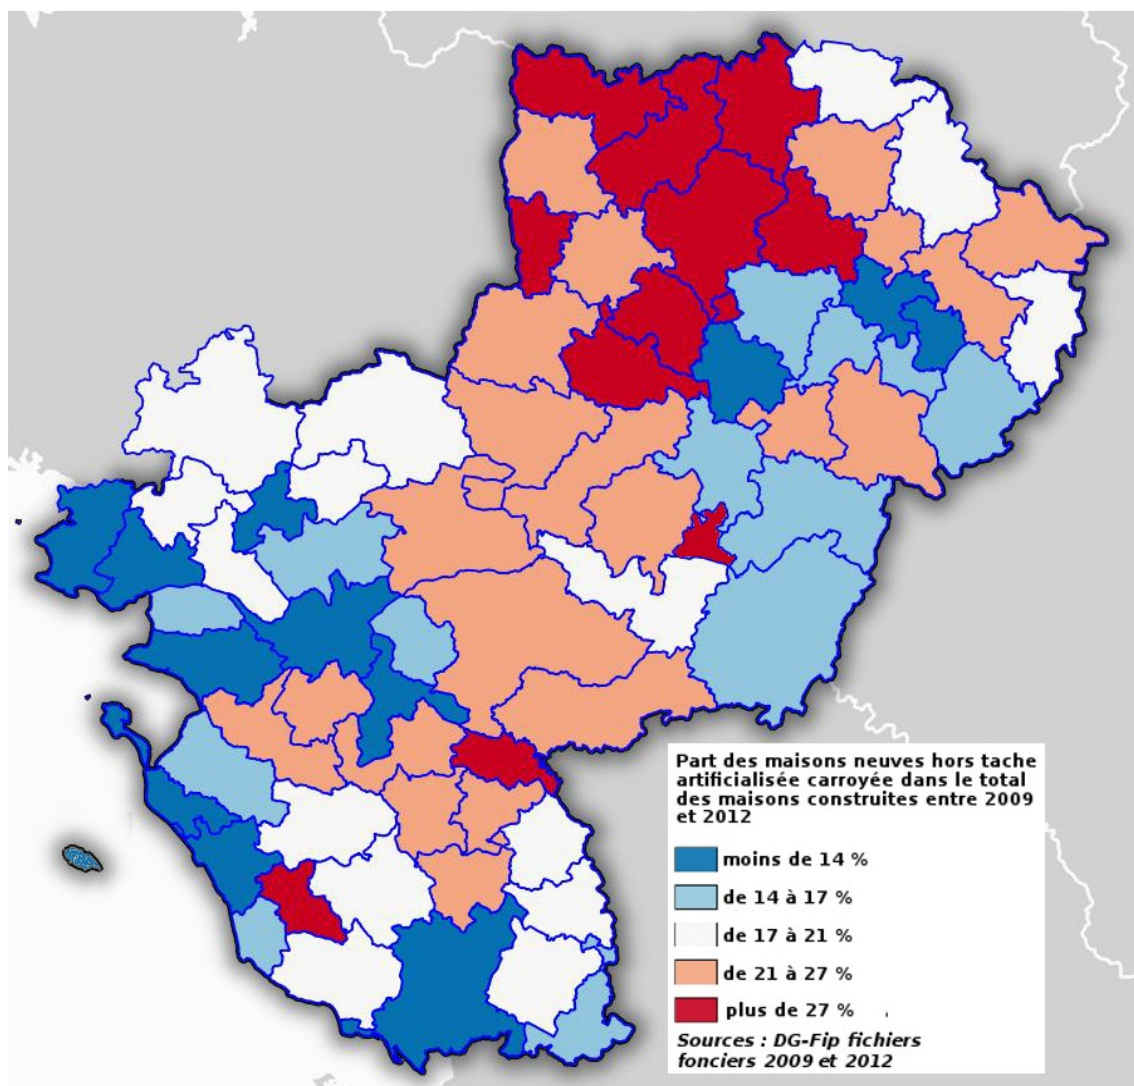 Part des maisons neuves hors tache
artificialisée carroyée dans le total
des maisons construites entre 2009
et 2012
moins de 14 %
de 14 à 17 %
de 17 à 21 %
de 21 à 27 %
plus de 27 %
Sources : DG-Fip fichiers
fonciers 2009 et 2012